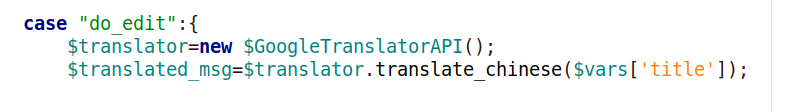 case "do_edit":{
$translator=new $GoogleTranslatorAPI();
$translated_msg=$translator.translate_chinese($vars['title']);